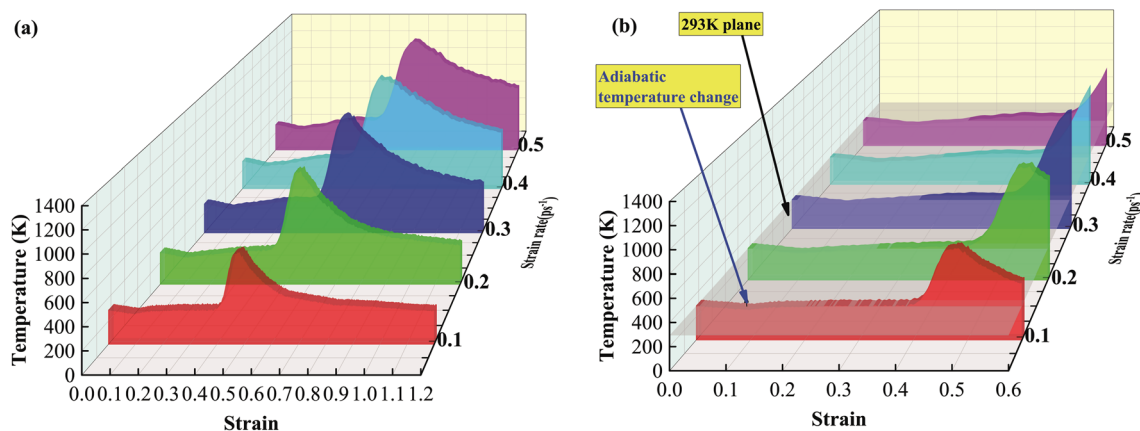 (a)
1400
1200
1000
800
600
400
200
0
Temperature (K)
0.0 0.1 0.2 0.3 0.4 0.5 0.6 0.7 0.8 0.9 1.0 1.1 1.2
Strain
0.1
0.2
0.3
0.4
0.5
Strain rate(ps⁻¹)
(b)
293K plane
Adiabatic
temperature change
1400
1200
1000
800
600
400
200
0
Temperature (K)
0.0 0.1 0.2 0.3 0.4 0.5 0.6
Strain
0.1
0.2
0.3
0.4
0.5
Strain rate(ps⁻¹)